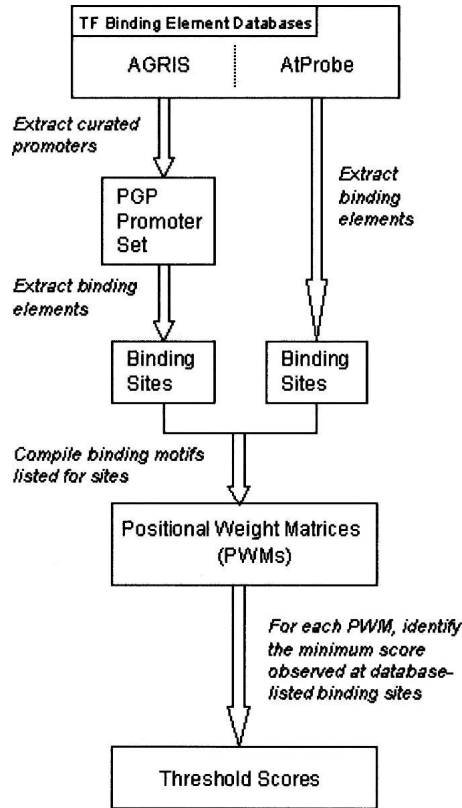 TF Binding Element Databases
AGRIS
AtProbe
Extract curated
promoters
Extract
binding
elements
PGP
Promoter
Set
Extract binding
elements
Binding
Sites
Binding
Sites
Compile binding motifs
listed for sites
Positional Weight Matrices
(PWMs)
For each PWM, identify
the minimum score
observed at database-
listed binding sites
Threshold Scores